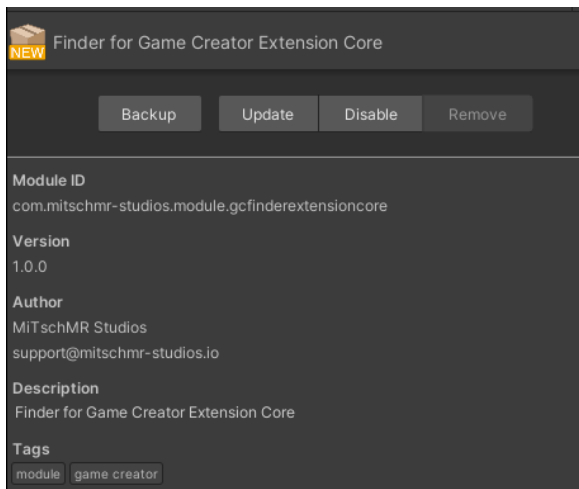 NEW
Finder for Game Creator Extension Core
Backup
Update
Disable
Remove
Module ID
com.mitschmr-studios.module.gcfinderextensioncore
Version
1.0.0
Author
MiTschMR Studios
support@mitschmr-studios.io
Description
Finder for Game Creator Extension Core
Tags
module
game creator